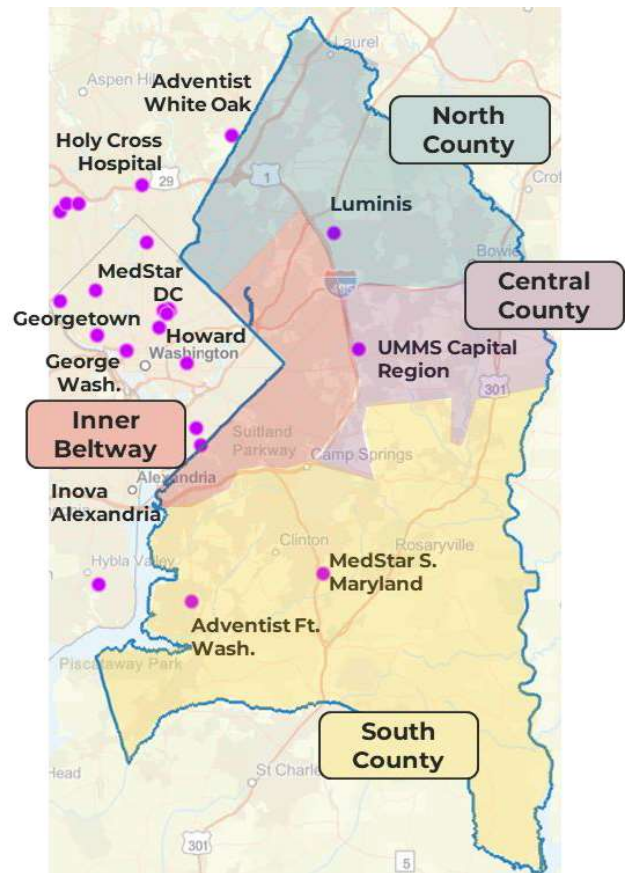 Laurel
Aspen Hil
Adventist
White Oak
North
County
Holy Cross
Hospital
29
1
Crof
Luminis
Bowie
MedStar
DC
495
Central
County
Georgetown
Howard
Washington
UMMS Capital
Region
George
Wash.
301
Inner
Beltway
Suitland
Parkway
Camp Springs
Alexandria
Inova
Alexandria
Clinton
Rosaryville
Hybla Valley
MedStar S.
Maryland
Adventist Ft.
Wash.
Piscataway Park
South
County
Head
St Charles
301
5